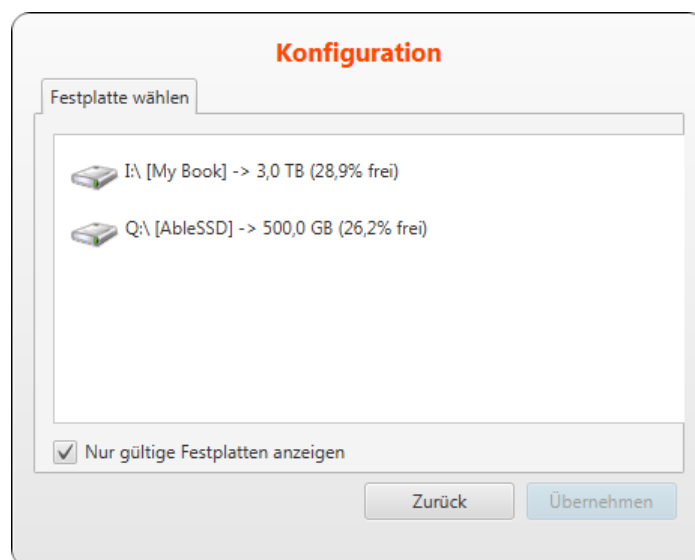 Konfiguration
Festplatte wählen
I:\ [My Book] -> 3,0 TB (28,9% frei)
Q:\ [AbleSSD] -> 500,0 GB (26,2% frei)
Nur gültige Festplatten anzeigen
Zurück
Übernehmen